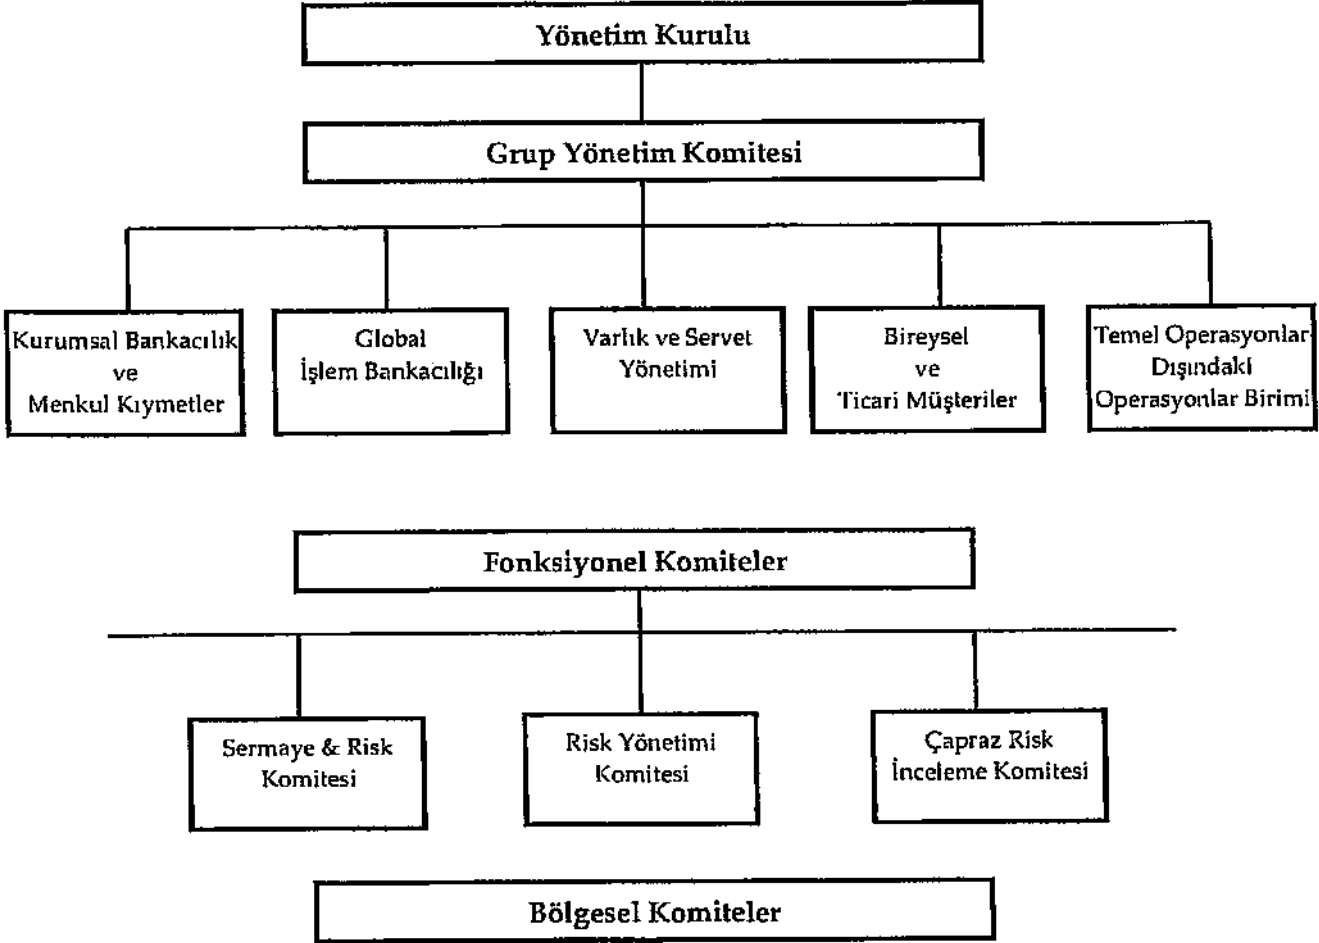 Yönetim Kurulu
Grup Yönetim Komitesi
Kurumsal Bankacılık
ve
Menkul Kıymetler
Global
İşlem Bankacılığı
Varlık ve Servet
Yönetimi
Bireysel
ve
Ticari Müşteriler
Temel Operasyonlar
Dışındaki
Operasyonlar Birimi
Fonksiyonel Komiteler
Sermaye & Risk
Komitesi
Risk Yönetimi
Komitesi
Çapraz Risk
İnceleme Komitesi
Bölgesel Komiteler